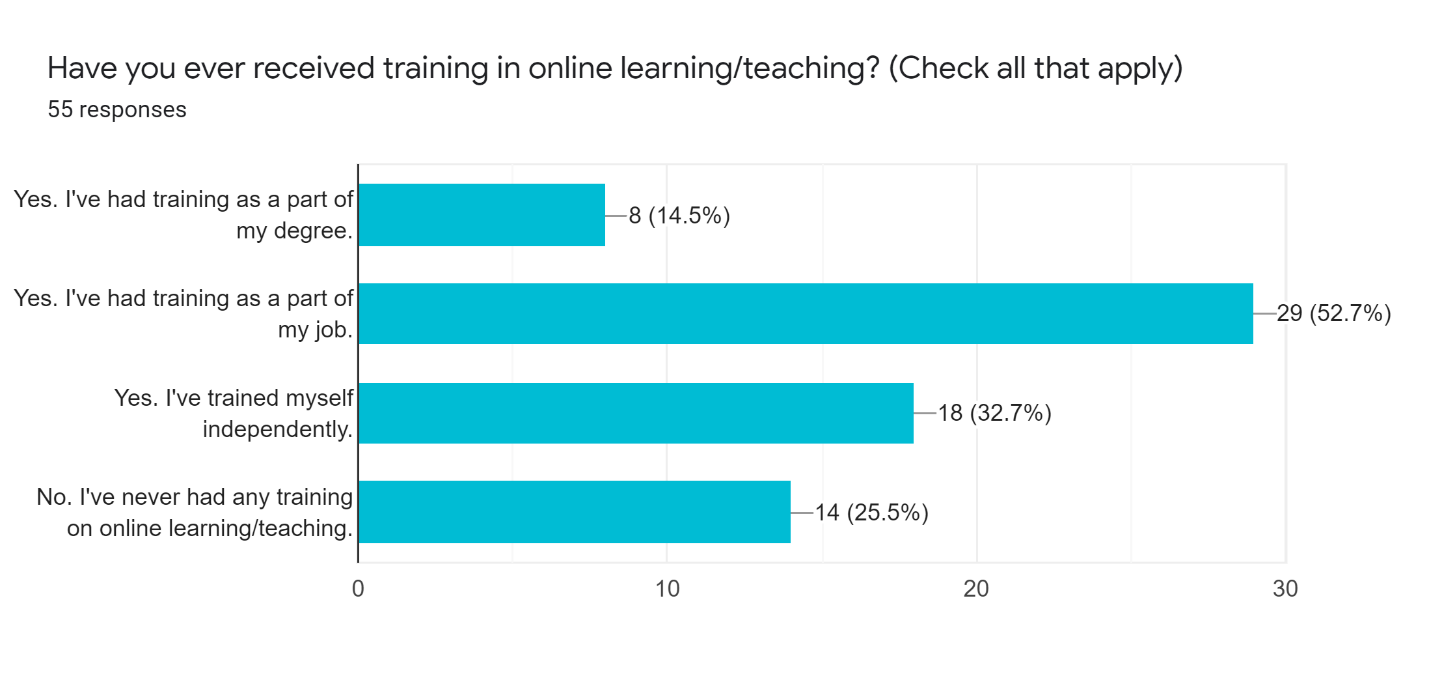 Have you ever received training in online learning/teaching? (Check all that apply)
55 responses
Yes. I've had training as a part of
my degree.
8 (14.5%)
Yes. I've had training as a part of
my job.
29 (52.7%)
Yes. I've trained myself
independently.
18 (32.7%)
No. I've never had any training
on online learning/teaching.
14 (25.5%)
0 10 20 30